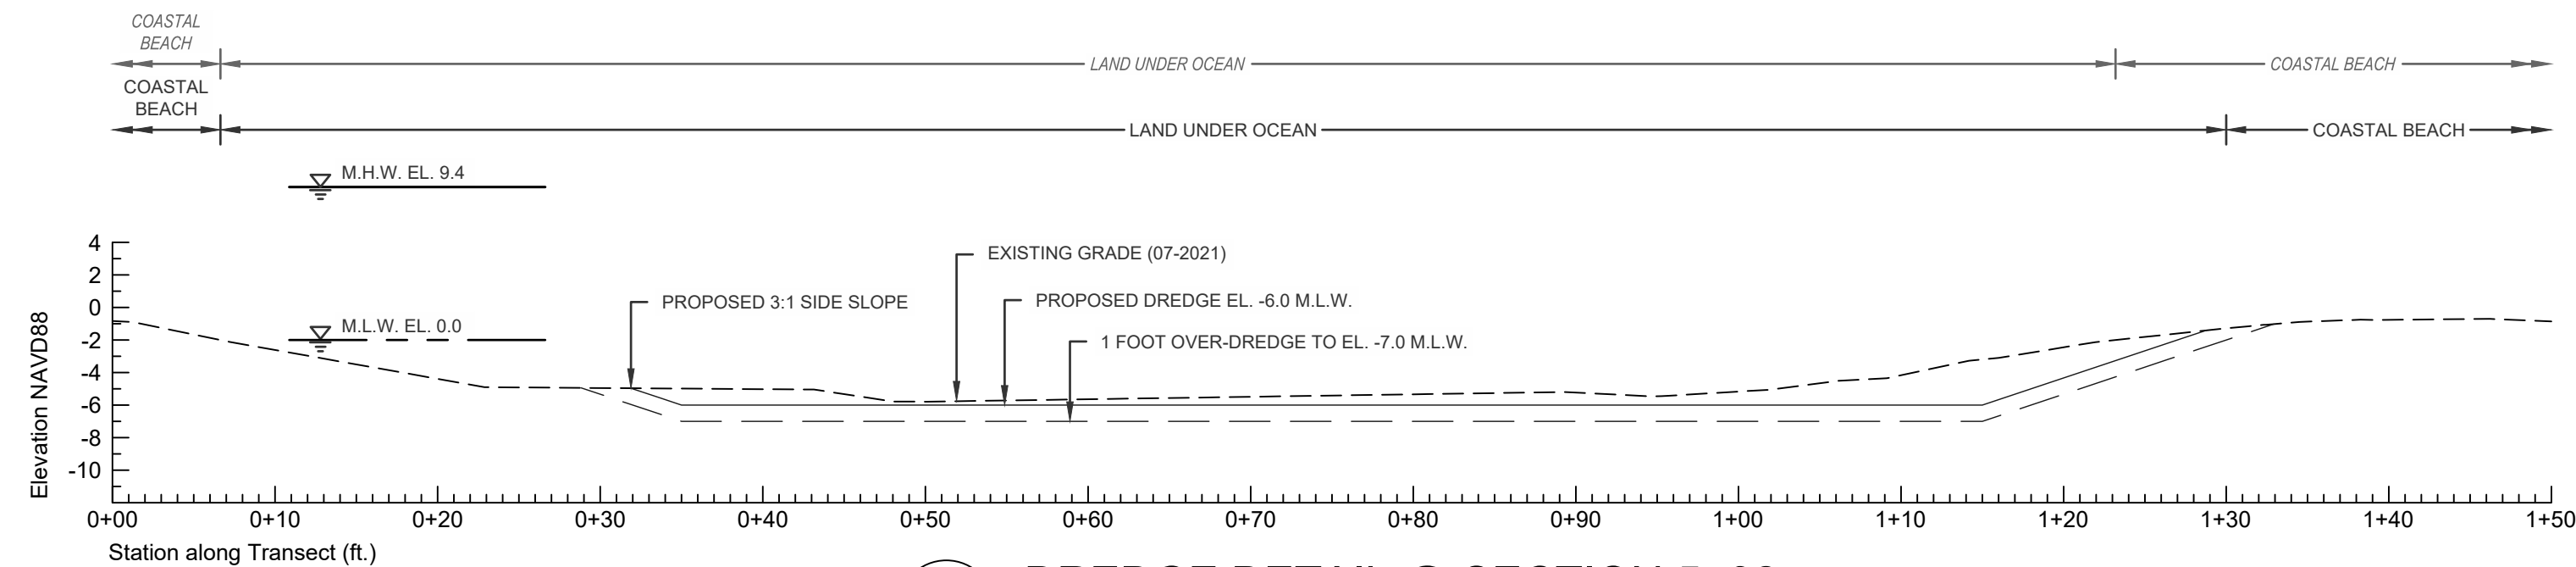 COASTAL
BEACH
LAND UNDER OCEAN
COASTAL BEACH
COASTAL
BEACH
LAND UNDER OCEAN
COASTAL BEACH
M.H.W. EL. 9.4
4
2
0
-2
-4
-6
-8
-10
Elevation NAVD88
EXISTING GRADE (07-2021)
PROPOSED 3:1 SIDE SLOPE
PROPOSED DREDGE EL. -6.0 M.L.W.
M.L.W. EL. 0.0
1 FOOT OVER-DREDGE TO EL. -7.0 M.L.W.
0+00 0+10 0+20 0+30 0+40 0+50 0+60 0+70 0+80 0+90 1+00 1+10 1+20 1+30 1+40 1+50
Station along Transect (ft.)